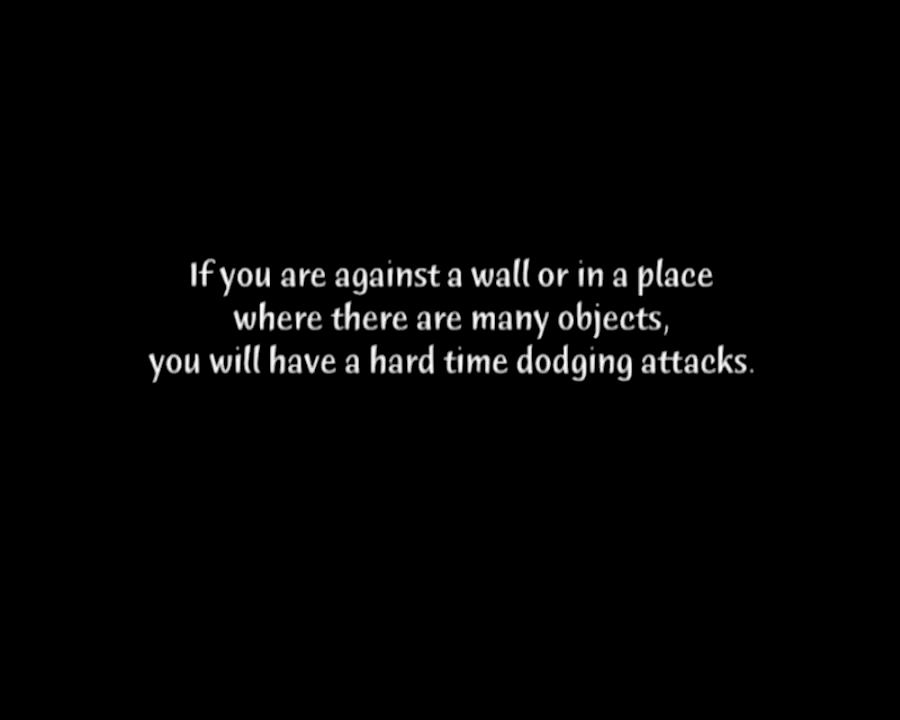 If you are against a wall or in a place
where there are many objects,
you will have a hard time dodging attacks.